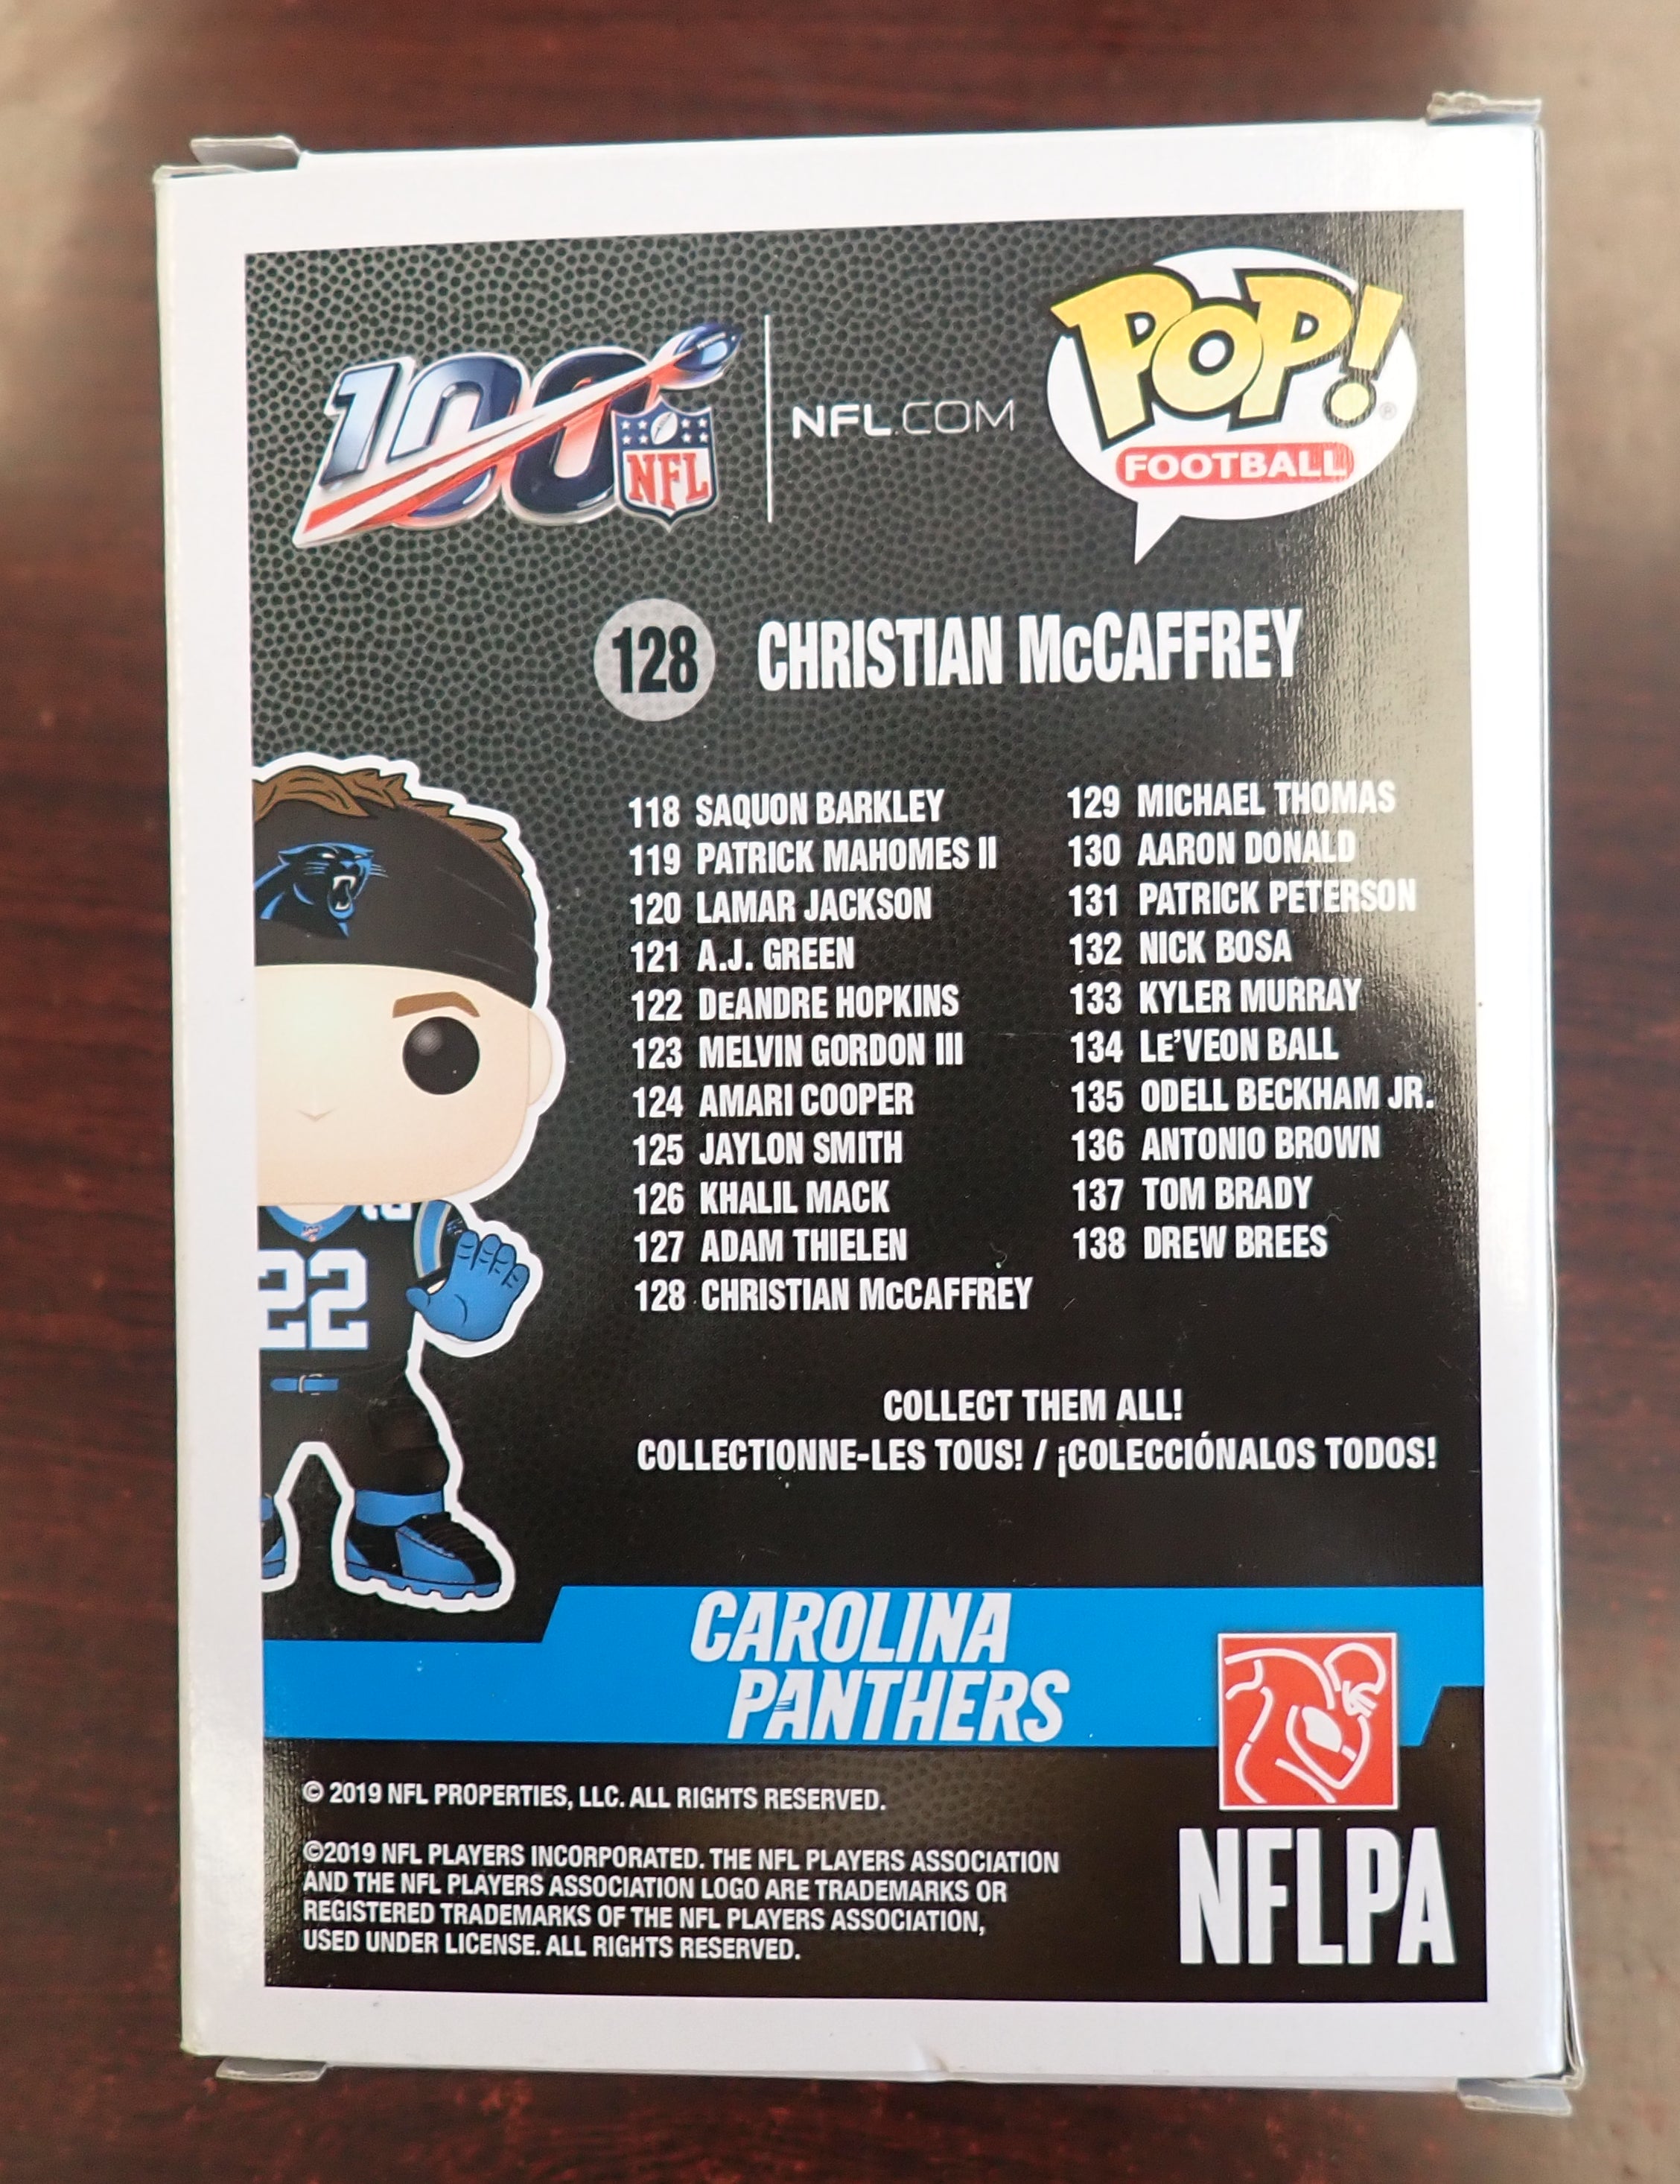 100
NFL
NFL.COM
POP!
®
FOOTBALL
128 CHRISTIAN McCAFFREY
118 SAQUON BARKLEY
119 PATRICK MAHOMES II
120 LAMAR JACKSON
121 A.J. GREEN
122 DeANDRE HOPKINS
123 MELVIN GORDON III
124 AMARI COOPER
125 JAYLON SMITH
126 KHALIL MACK
127 ADAM THIELEN
128 CHRISTIAN McCAFFREY
129 MICHAEL THOMAS
130 AARON DONALD
131 PATRICK PETERSON
132 NICK BOSA
133 KYLER MURRAY
134 Le'VEON BALL
135 ODELL BECKHAM JR.
136 ANTONIO BROWN
137 TOM BRADY
138 DREW BREES
22
COLLECT THEM ALL!
COLLECTIONNE-LES TOUS! / ¡COLECCIÓNALOS TODOS!
CAROLINA
PANTHERS
© 2019 NFL PROPERTIES, LLC. ALL RIGHTS RESERVED.
©2019 NFL PLAYERS INCORPORATED. THE NFL PLAYERS ASSOCIATION
AND THE NFL PLAYERS ASSOCIATION LOGO ARE TRADEMARKS OR
REGISTERED TRADEMARKS OF THE NFL PLAYERS ASSOCIATION,
USED UNDER LICENSE. ALL RIGHTS RESERVED.
NFLPA